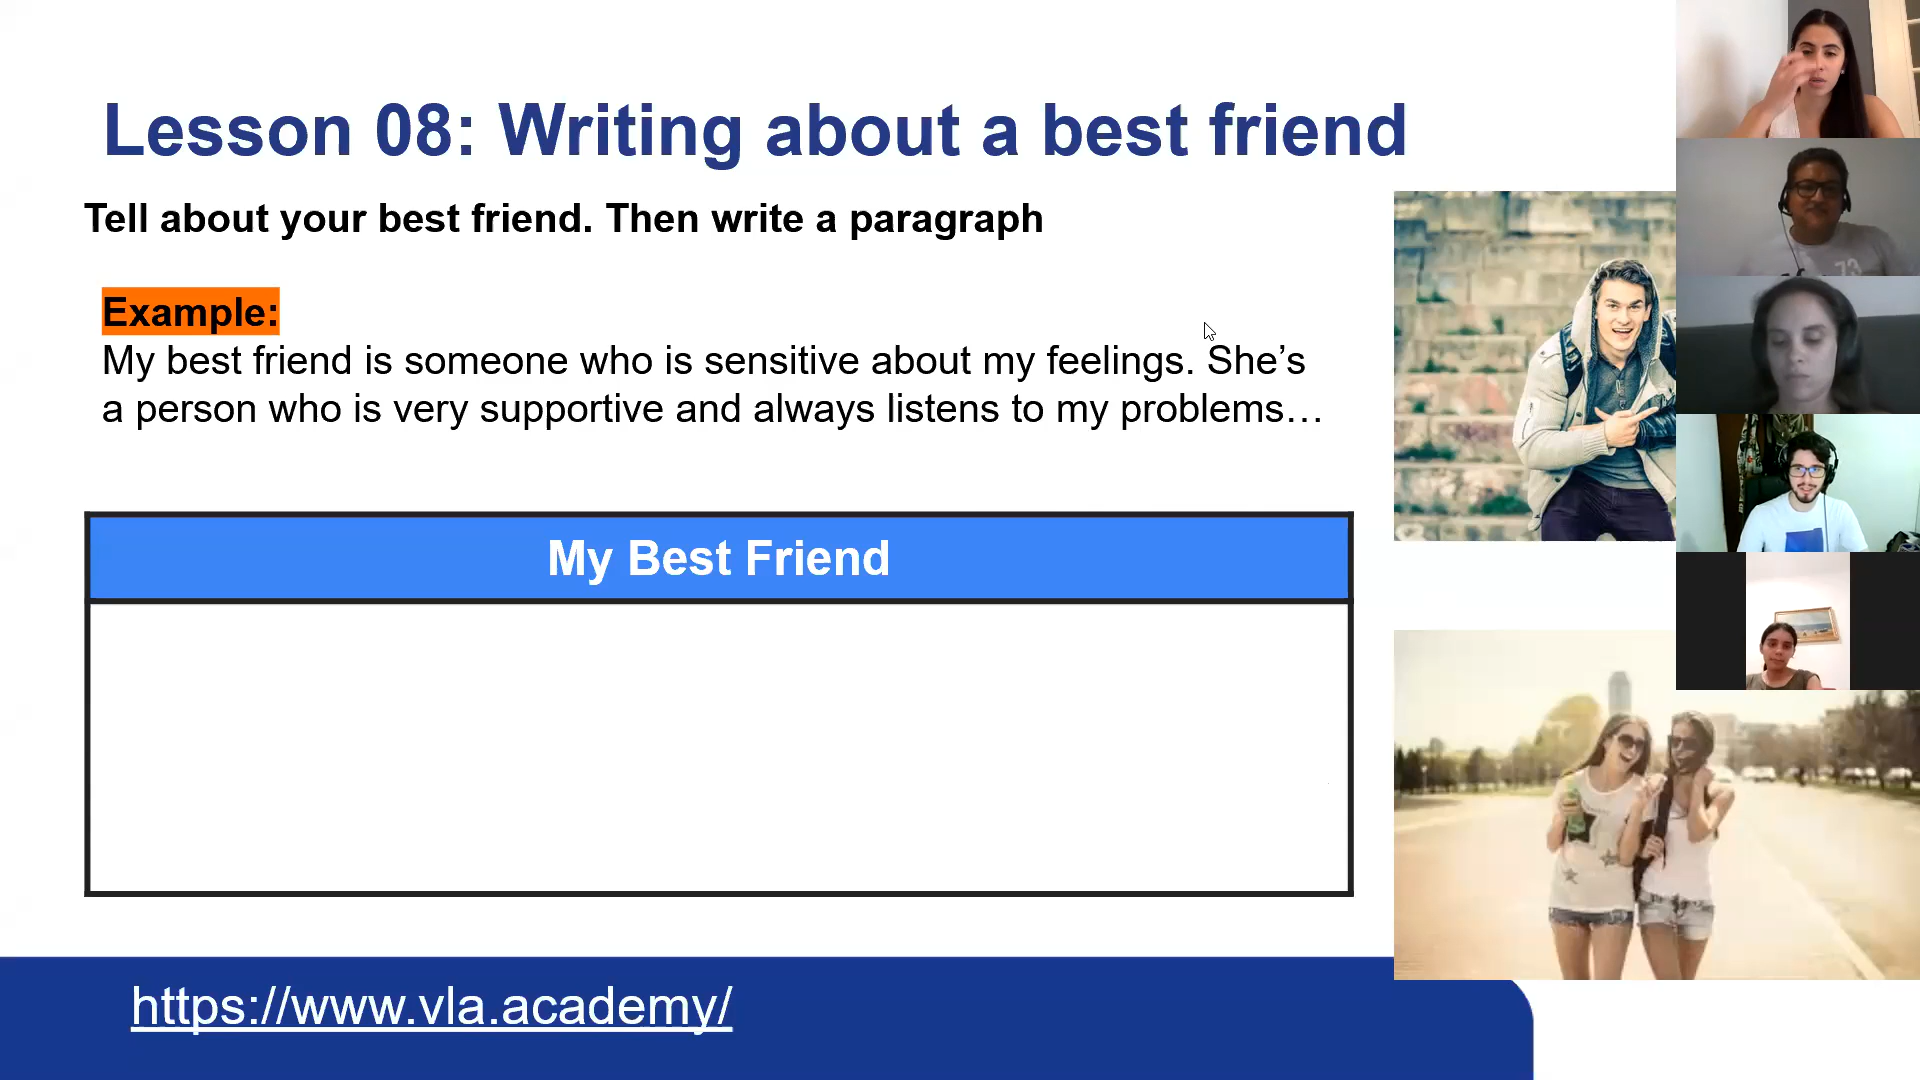 Lesson 08: Writing about a best friend
Tell about your best friend. Then write a paragraph
Example:
My best friend is someone who is sensitive about my feelings. She’s
a person who is very supportive and always listens to my problems…
My Best Friend
https://www.vla.academy/
73